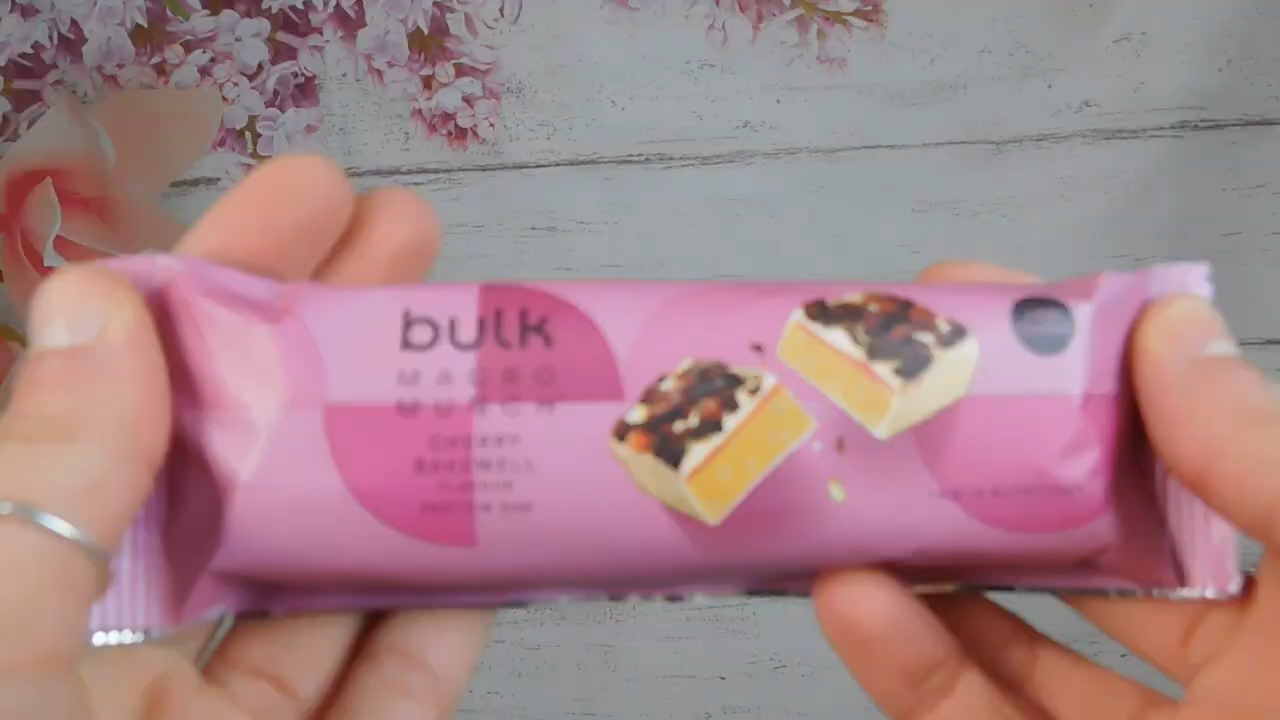 bulk
MACRO
MUNCH
CHERRY
BAKEWELL
FLAVOUR
PROTEIN BAR